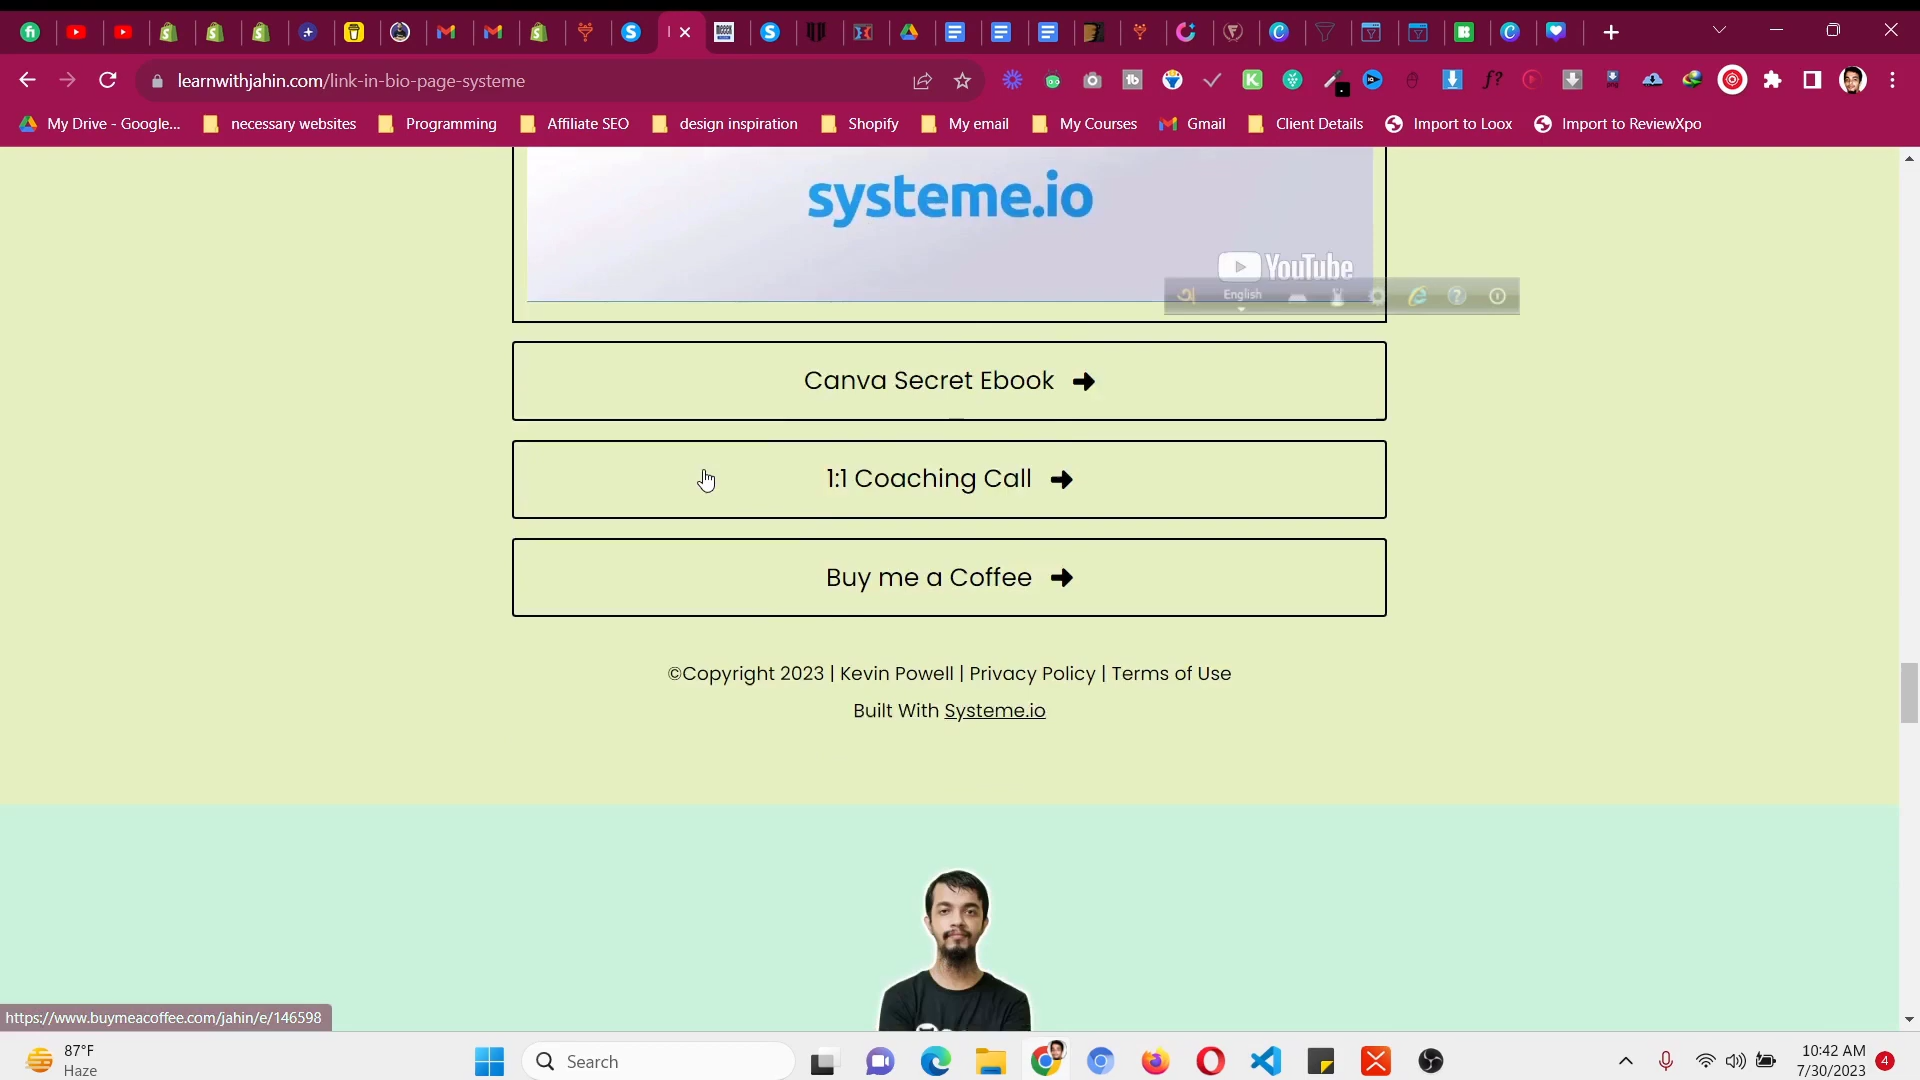 learnwithjahin.com/link-in-bio-page-systeme
My Drive - Google... necessary websites Programming Affiliate SEO design inspiration Shopify My email My Courses Gmail Client Details Import to Loox Import to ReviewXpo
systeme.io
YouTube
English
Canva Secret Ebook
1:1 Coaching Call
Buy me a Coffee
©Copyright 2023 | Kevin Powell | Privacy Policy | Terms of Use
Built With Systeme.io
https://www.buymeacoffee.com/jahin/e/146598
87°F
Haze
Search
10:42 AM
7/30/2023
4